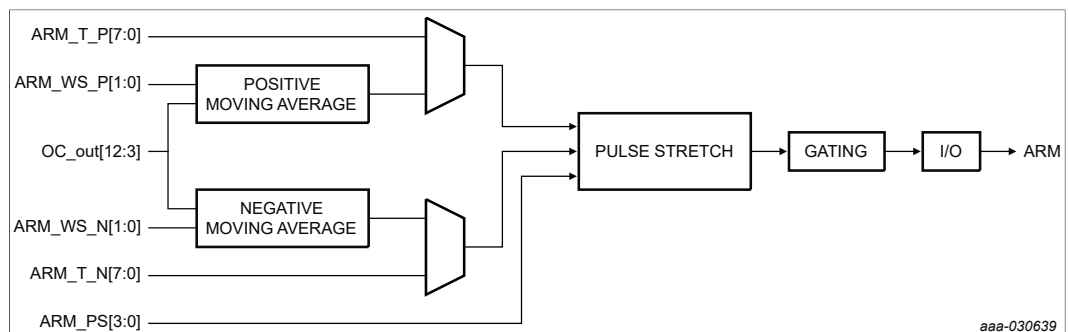 ARM_T_P[7:0]
ARM_WS_P[1:0]
POSITIVE
MOVING AVERAGE
OC_out[12:3]
PULSE STRETCH
GATING
I/O
ARM
NEGATIVE
MOVING AVERAGE
ARM_WS_N[1:0]
ARM_T_N[7:0]
ARM_PS[3:0]
aaa-030639